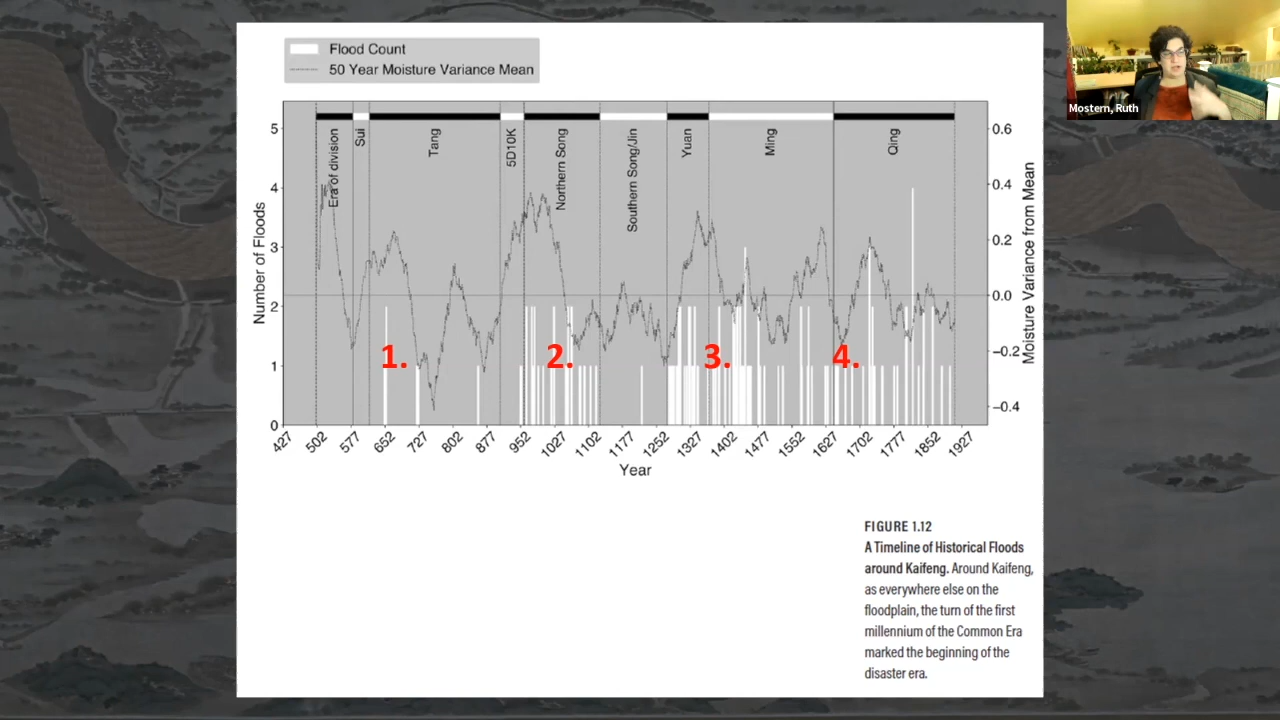 Mostern, Ruth
Flood Count
50 Year Moisture Variance Mean
Era of division
Sui
Tang
5D10K
Northern Song
Southern Song/Jin
Yuan
Ming
Qing
5
4
3
2
1
0
Number of Floods
0.6
0.4
0.2
0.0
−0.2
−0.4
Moisture Variance from Mean
1.
2.
3.
4.
427 502 577 652 727 802 877 952 1027 1102 1177 1252 1327 1402 1477 1552 1627 1702 1777 1852 1927
Year
FIGURE 1.12
A Timeline of Historical Floods
around Kaifeng. Around Kaifeng,
as everywhere else on the
floodplain, the turn of the first
millennium of the Common Era
marked the beginning of the
disaster era.